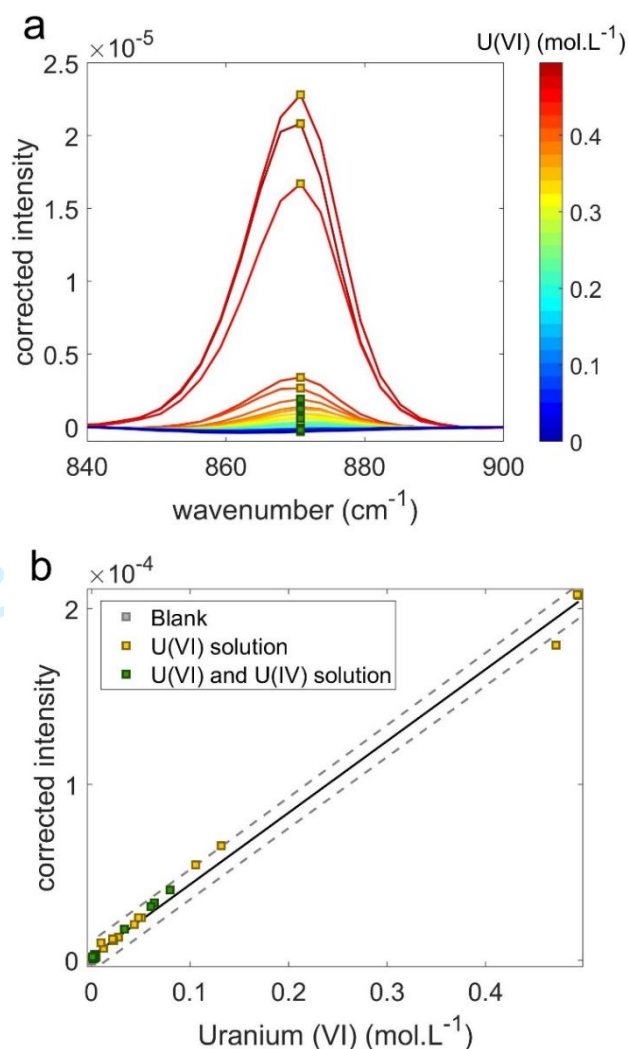 a
×10⁻⁵
U(VI) (mol.L⁻¹)
2.5
2
1.5
1
0.5
0
corrected intensity
0.4
0.3
0.2
0.1
0
840
860
880
900
wavenumber (cm⁻¹)
b
×10⁻⁴
Blank
U(VI) solution
U(VI) and U(IV) solution
2
1
0
corrected intensity
0
0.1
0.2
0.3
0.4
Uranium (VI) (mol.L⁻¹)